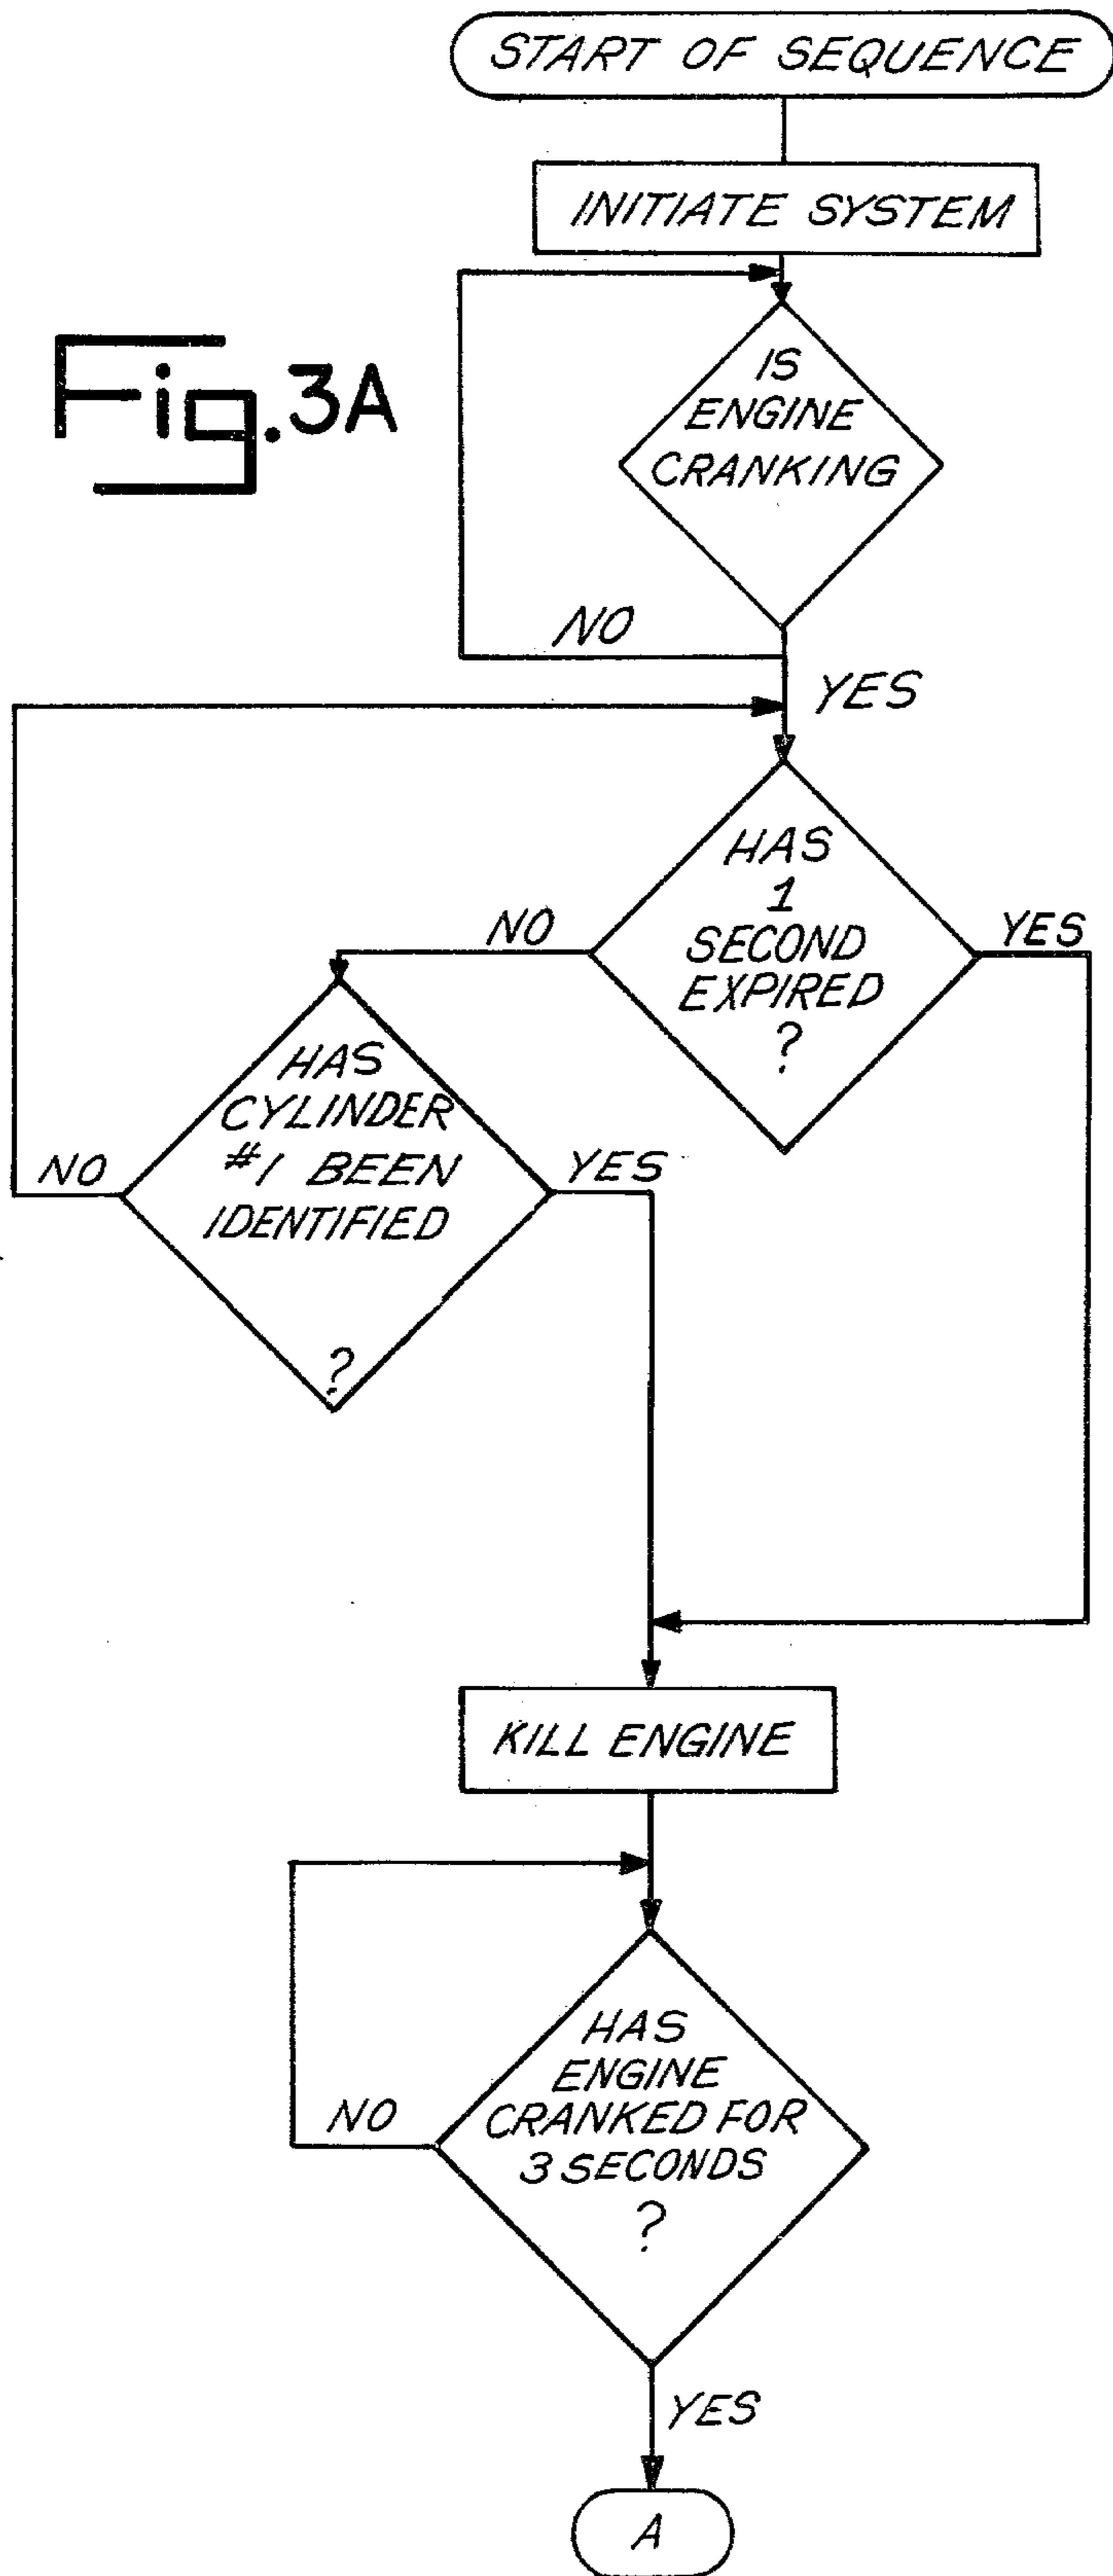 START OF SEQUENCE
INITIATE SYSTEM
Fig. 3A
IS
ENGINE
CRANKING
NO
YES
HAS
1
SECOND
EXPIRED
?
NO
YES
HAS
CYLINDER
#1 BEEN
IDENTIFIED
?
NO
YES
KILL ENGINE
HAS
ENGINE
CRANKED FOR
3 SECONDS
?
NO
YES
A